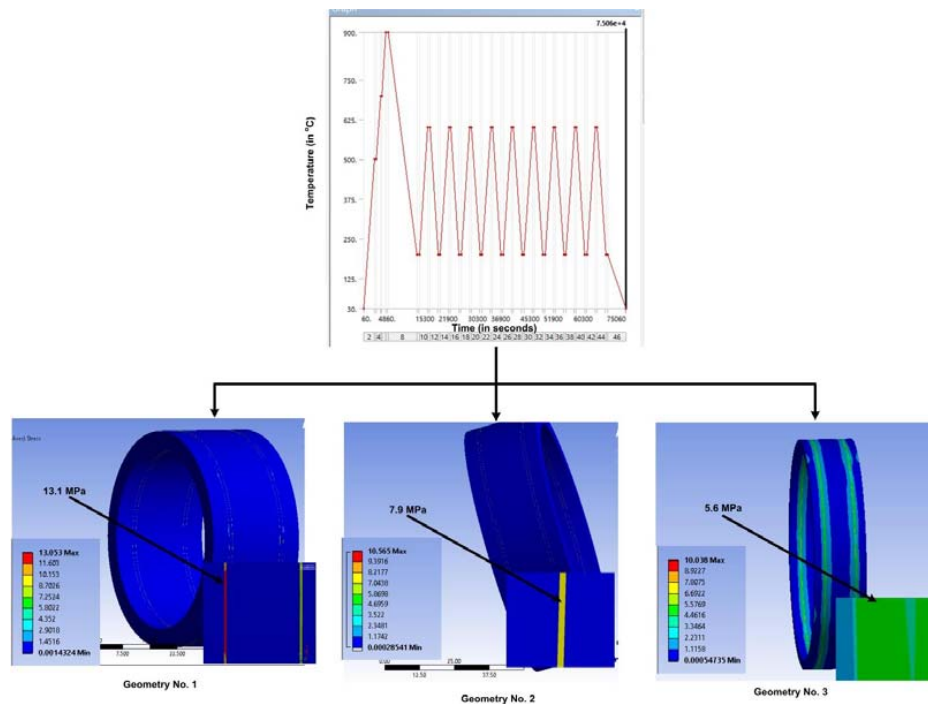 7.506e+4
900.
750.
625.
500.
375.
250.
125.
30.
Temperature (in °C)
60. 4860. 15300 21900 30300 36900 45300 51900 60300 75060
Time (in seconds)
2 4 8 10 12 14 16 18 20 22 24 26 28 30 32 34 36 38 40 42 44 46
13.1 MPa
13.053 Max
11.603
10.153
8.7026
7.2524
5.8022
4.352
2.9018
1.4516
0.0014324 Min
7.500 22.500
Geometry No. 1
7.9 MPa
10.565 Max
9.3916
8.2177
7.0438
5.8698
4.6959
3.522
2.3481
1.1742
0.00028541 Min
0.00 25.00
12.50 37.50
Geometry No. 2
5.6 MPa
10.038 Max
8.9227
7.8075
6.6922
5.5769
4.4616
3.3464
2.2311
1.1158
0.00054735 Min
Geometry No. 3